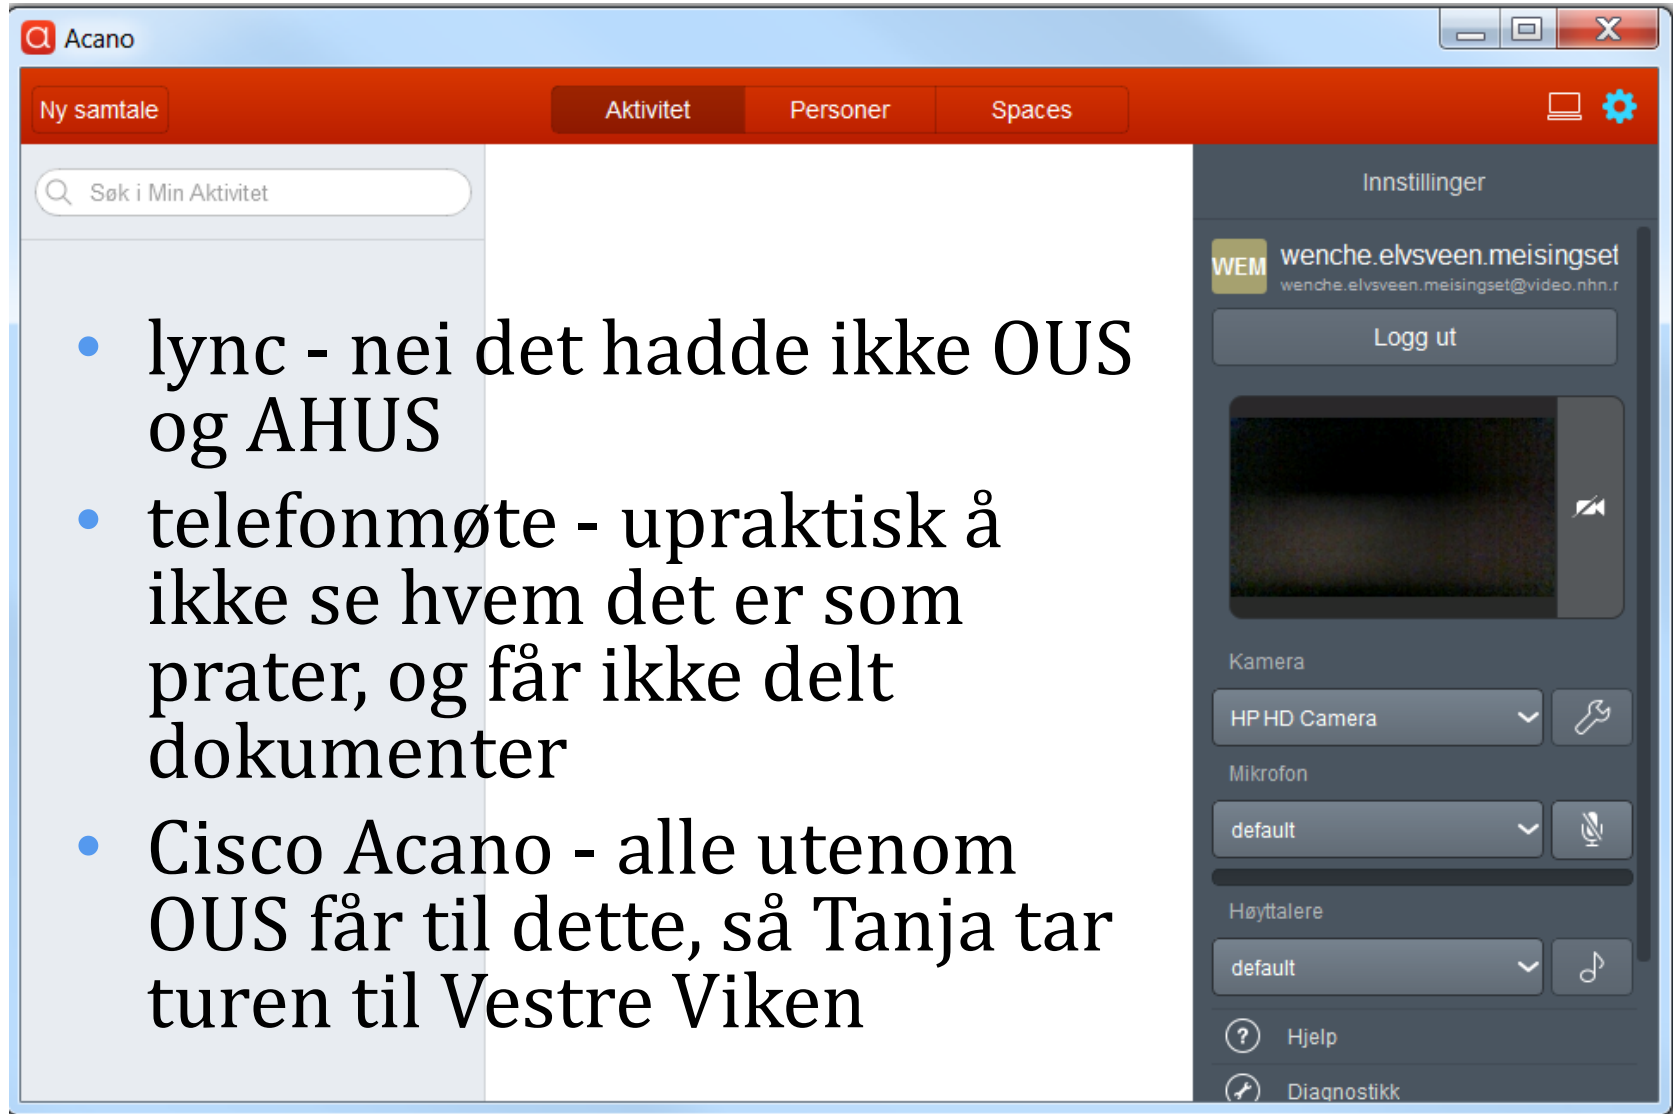 Acano
Ny samtale
Aktivitet
Personer
Spaces
Søk i Min Aktivitet
• lync - nei det hadde ikke OUS
og AHUS
• telefonmøte - upraktisk å
ikke se hvem det er som
prater, og får ikke delt
dokumenter
• Cisco Acano - alle utenom
OUS får til dette, så Tanja tar
turen til Vestre Viken
Innstillinger
WEM
wenche.elvsveen.meisingset
wenche.elvsveen.meisingset@video.nhn.r
Logg ut
Kamera
HP HD Camera
Mikrofon
default
Høyttalere
default
Hjelp
Diagnostikk